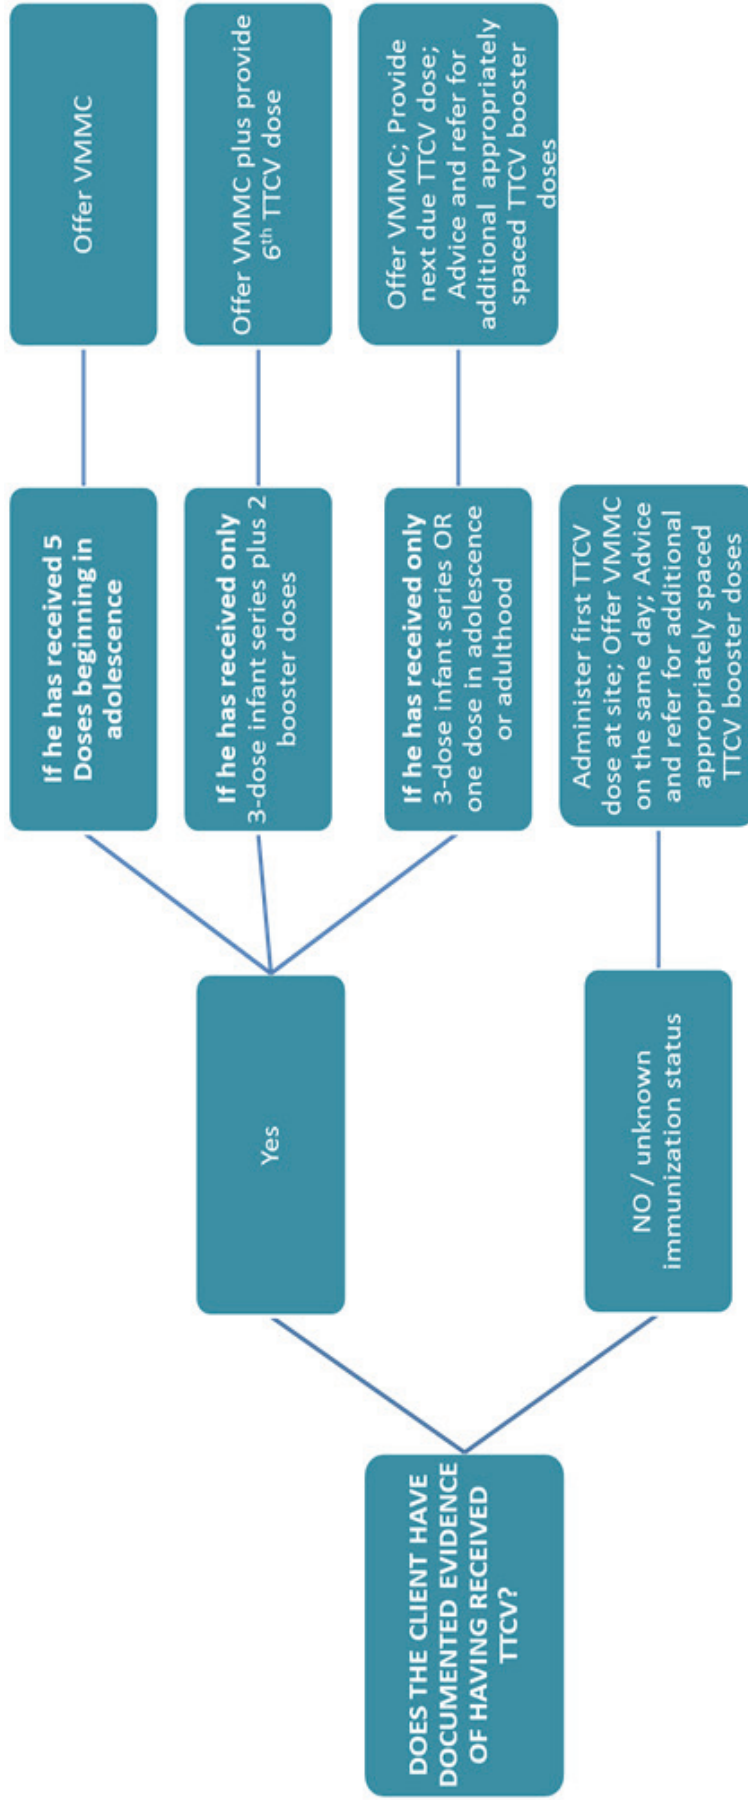 DOES THE CLIENT HAVE
DOCUMENTED EVIDENCE
OF HAVING RECEIVED
TTCV?
Yes
If he has received 5
Doses beginning in
adolescence
Offer VMMC
If he has received only
3-dose infant series plus 2
booster doses
Offer VMMC plus provide
6th TTCV dose
If he has received only
3-dose infant series OR
one dose in adolescence
or adulthood
Offer VMMC; Provide
next due TTCV dose;
Advice and refer for
additional appropriately
spaced TTCV booster
doses
NO / unknown
immunization status
Administer first TTCV
dose at site; Offer VMMC
on the same day; Advice
and refer for additional
appropriately spaced
TTCV booster doses